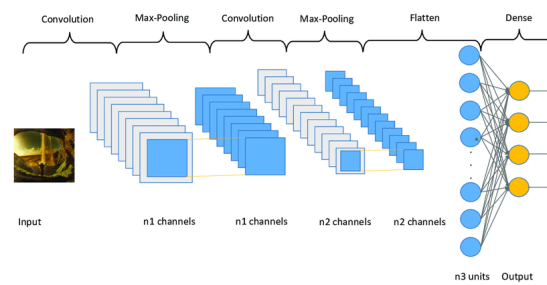 Convolution
Max-Pooling
Convolution
Max-Pooling
Flatten
Dense
Input
n1 channels
n1 channels
n2 channels
n2 channels
n3 units
Output